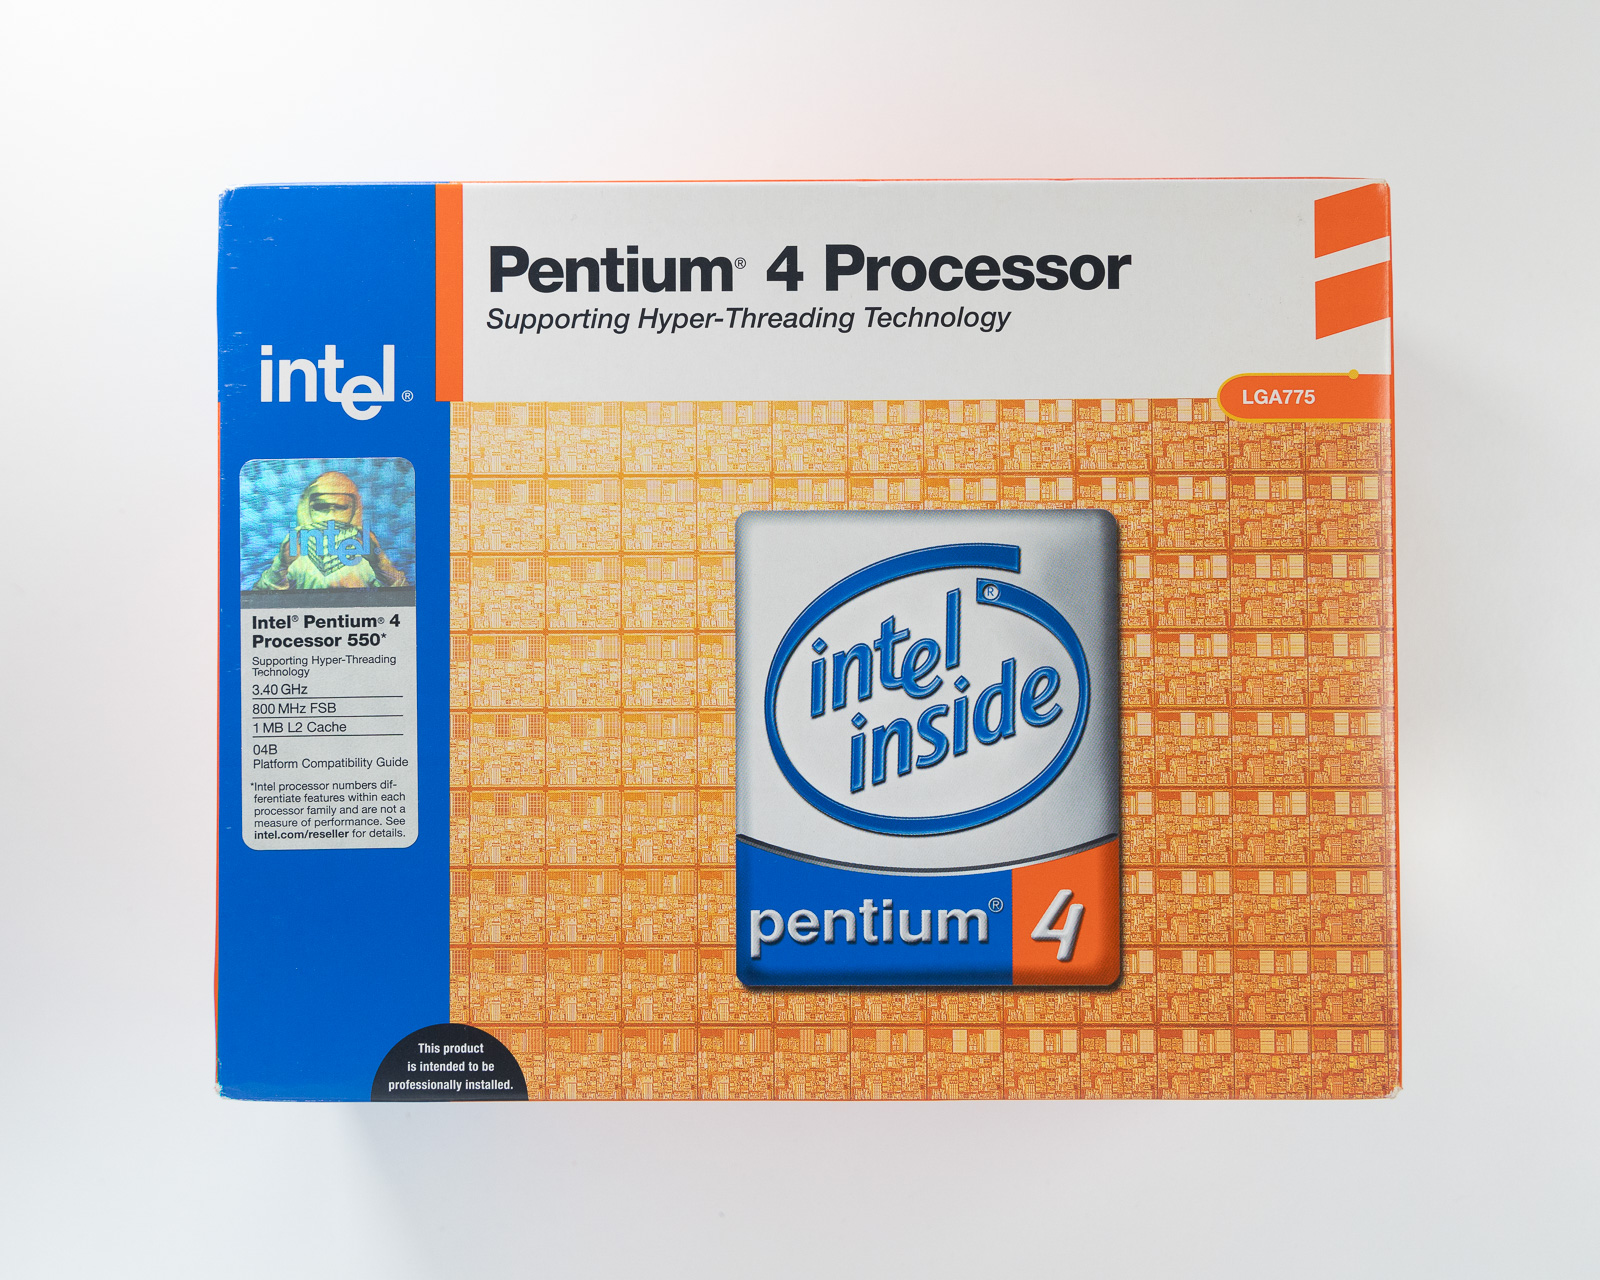 Pentium® 4 Processor
Supporting Hyper-Threading Technology
LGA775
intel®
intel
Intel® Pentium® 4
Processor 550*
Supporting Hyper-Threading
Technology
3.40 GHz
800 MHz FSB
1 MB L2 Cache
04B
Platform Compatibility Guide
*Intel processor numbers dif-
ferentiate features within each
processor family and are not a
measure of performance. See
intel.com/reseller for details.
intel®
inside
pentium® 4
This product
is intended to be
professionally installed.